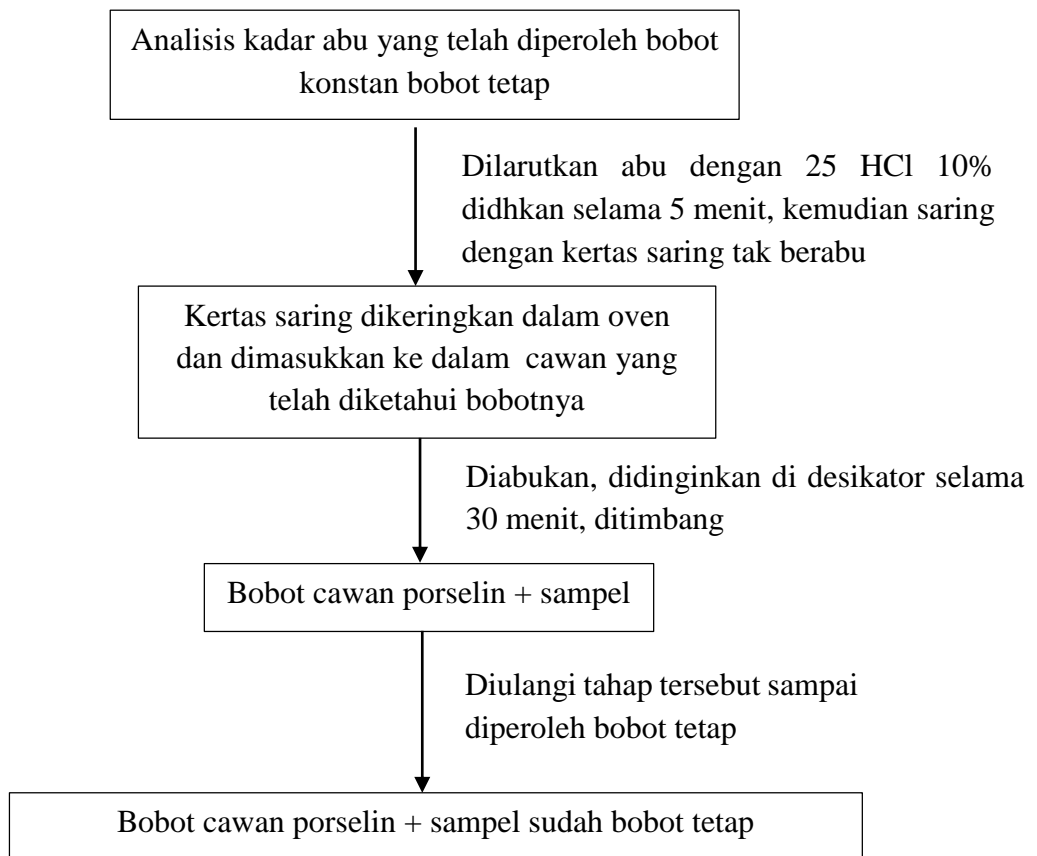 Analisis kadar abu yang telah diperoleh bobot
konstan bobot tetap
Dilarutkan abu dengan 25 HCl 10%
didhkan selama 5 menit, kemudian saring
dengan kertas saring tak berabu
Kertas saring dikeringkan dalam oven
dan dimasukkan ke dalam cawan yang
telah diketahui bobotnya
Diabukan, didinginkan di desikator selama
30 menit, ditimbang
Bobot cawan porselin + sampel
Diulangi tahap tersebut sampai
diperoleh bobot tetap
Bobot cawan porselin + sampel sudah bobot tetap